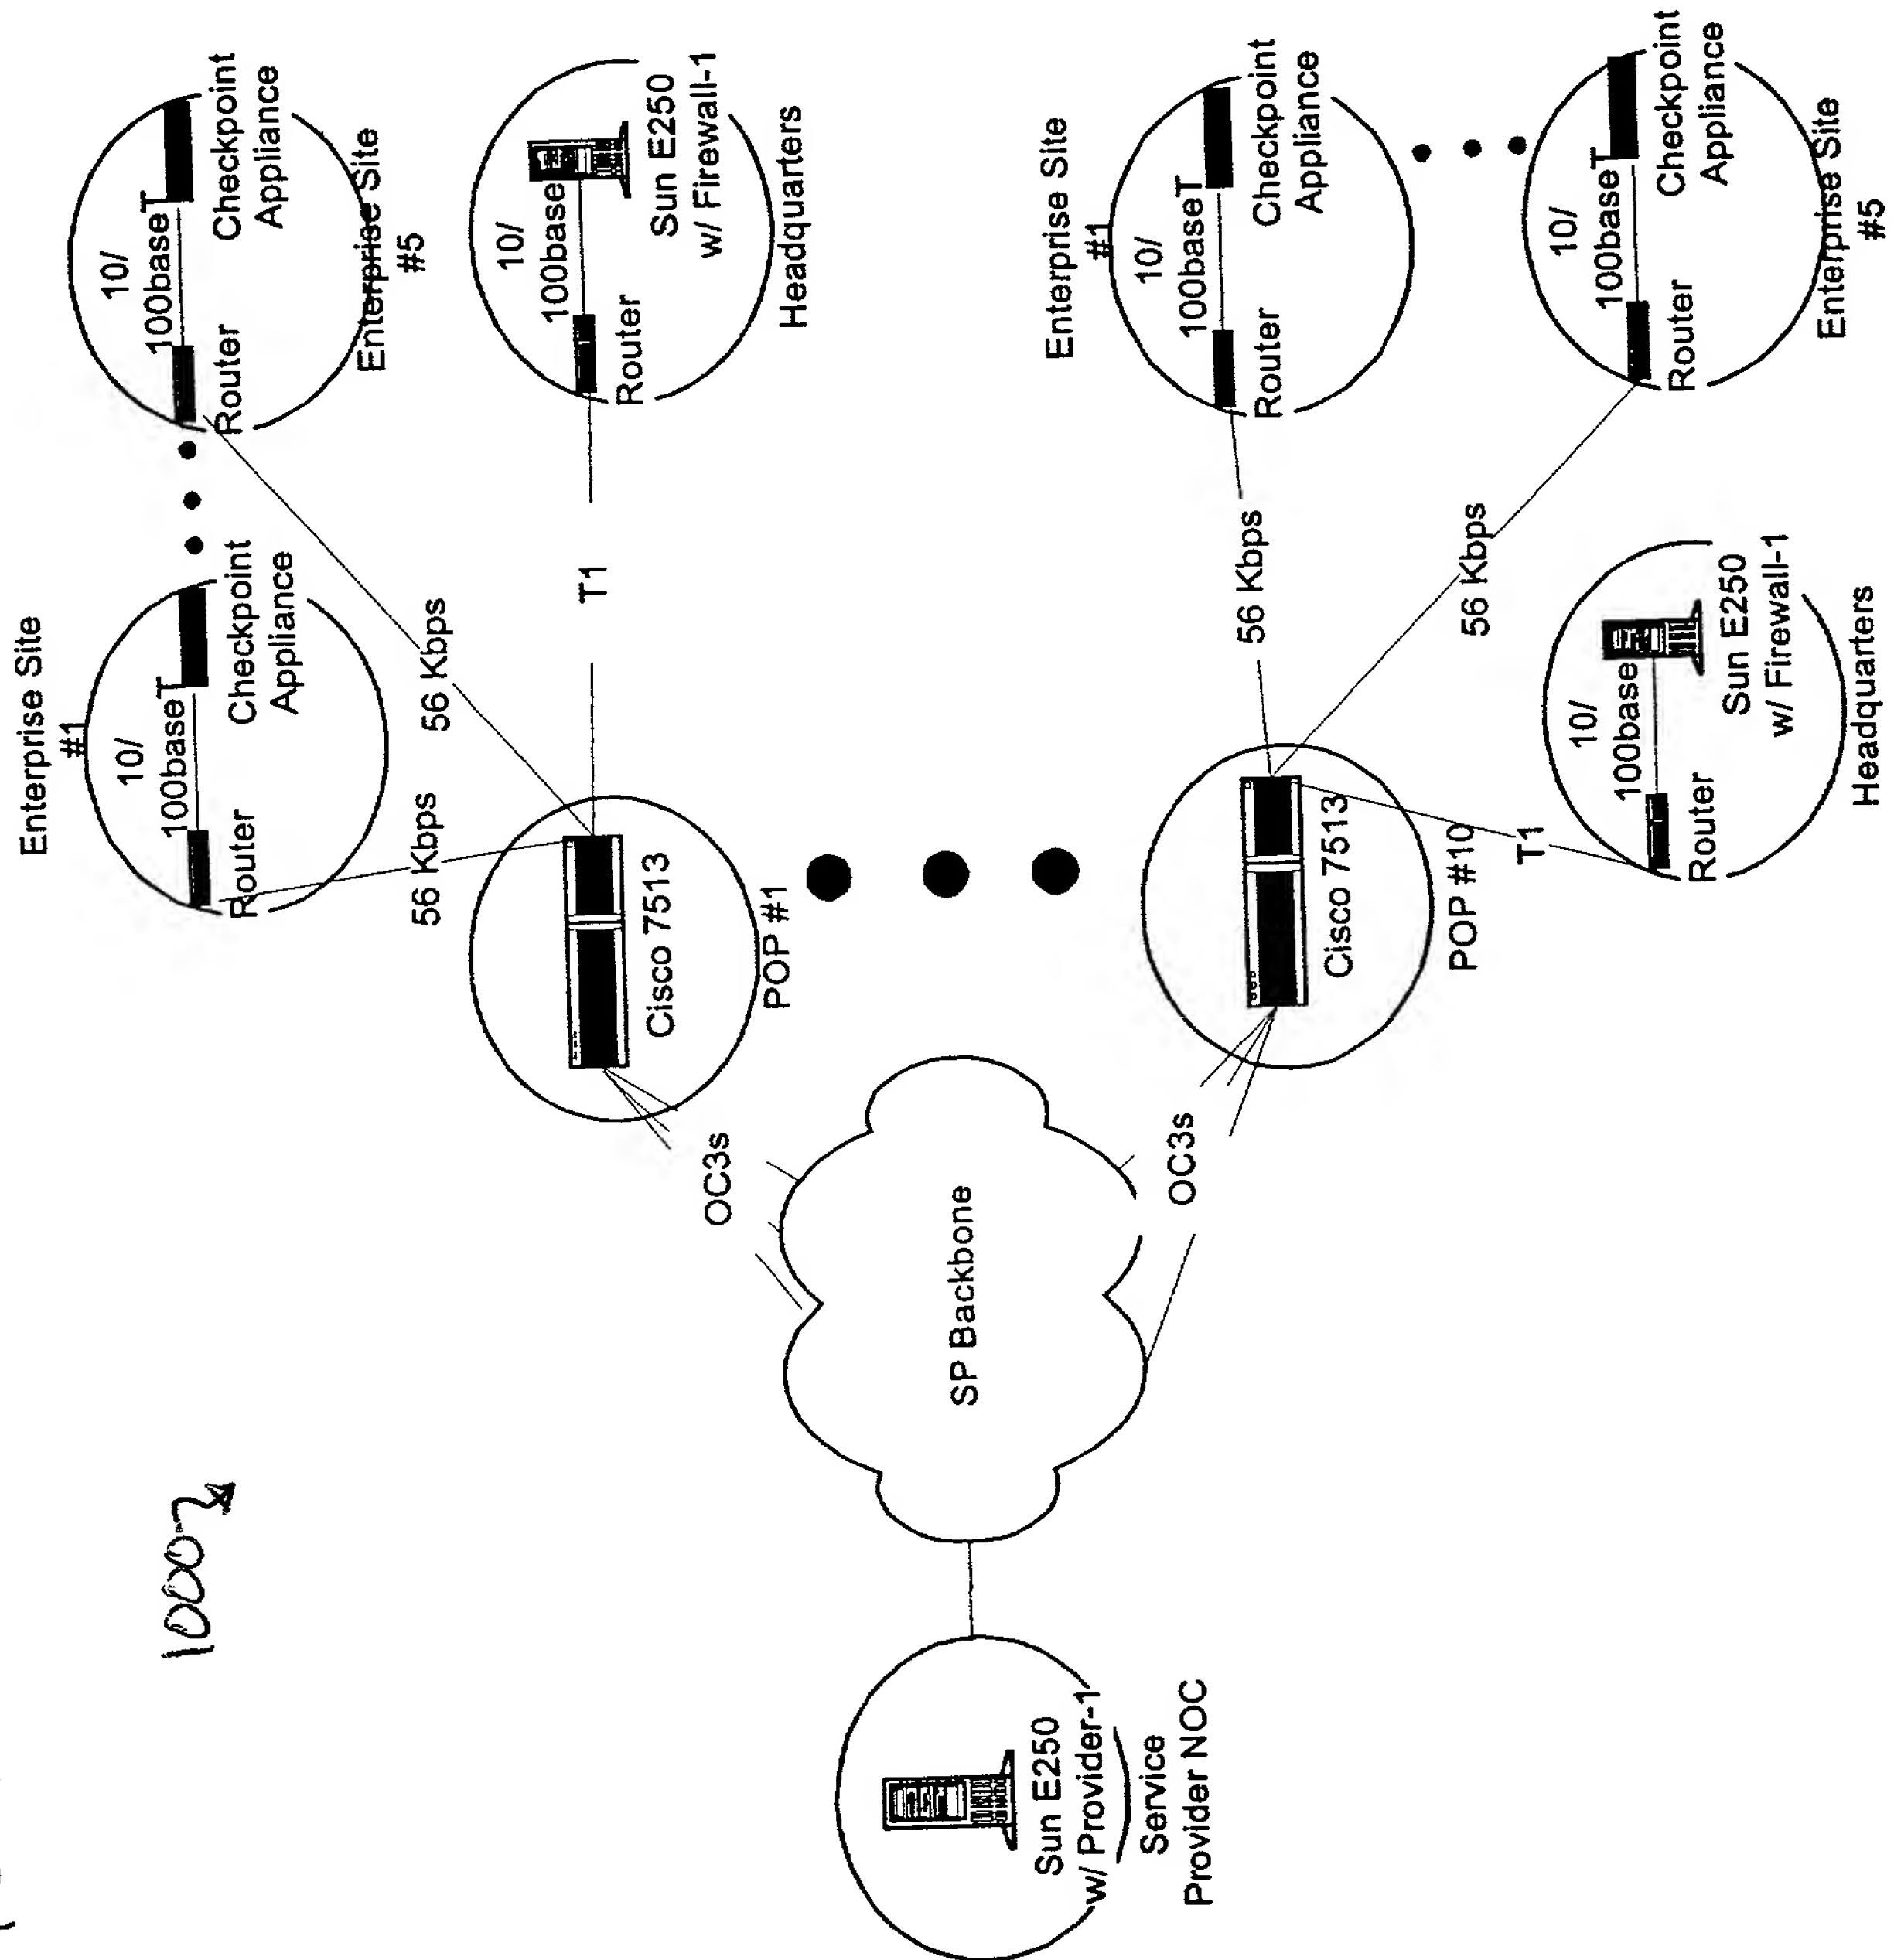 1000
Enterprise Site
#1
10/
100baseT
Router
Checkpoint
Appliance
10/
100baseT
Router
Checkpoint
Appliance
Enterprise Site
#5
56 Kbps
56 Kbps
T1
10/
100base
Router
Sun E250
w/ Firewall-1
Headquarters
Cisco 7513
POP #1
OC3s
SP Backbone
Sun E250
w/ Provider-1
Service
Provider NOC
OC3s
Cisco 7513
POP #10
56 Kbps
56 Kbps
T1
Enterprise Site
#1
10/
100baseT
Router
Checkpoint
Appliance
10/
100baseT
Router
Checkpoint
Appliance
Enterprise Site
#5
10/
100base
Router
Sun E250
w/ Firewall-1
Headquarters